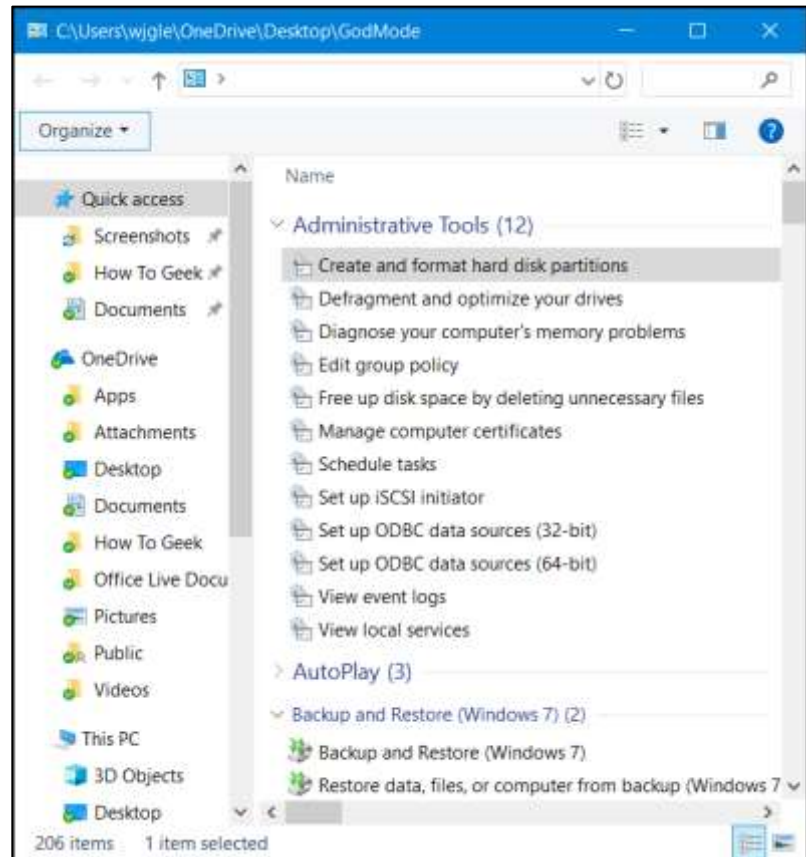 C:\Users\wjgle\OneDrive\Desktop\GodMode
Organize
Quick access
Screenshots
How To Geek
Documents
OneDrive
Apps
Attachments
Desktop
Documents
How To Geek
Office Live Docu
Pictures
Public
Videos
This PC
3D Objects
Desktop
Name
Administrative Tools (12)
Create and format hard disk partitions
Defragment and optimize your drives
Diagnose your computer's memory problems
Edit group policy
Free up disk space by deleting unnecessary files
Manage computer certificates
Schedule tasks
Set up iSCSI initiator
Set up ODBC data sources (32-bit)
Set up ODBC data sources (64-bit)
View event logs
View local services
AutoPlay (3)
Backup and Restore (Windows 7) (2)
Backup and Restore (Windows 7)
Restore data, files, or computer from backup (Windows 7
206 items 1 item selected